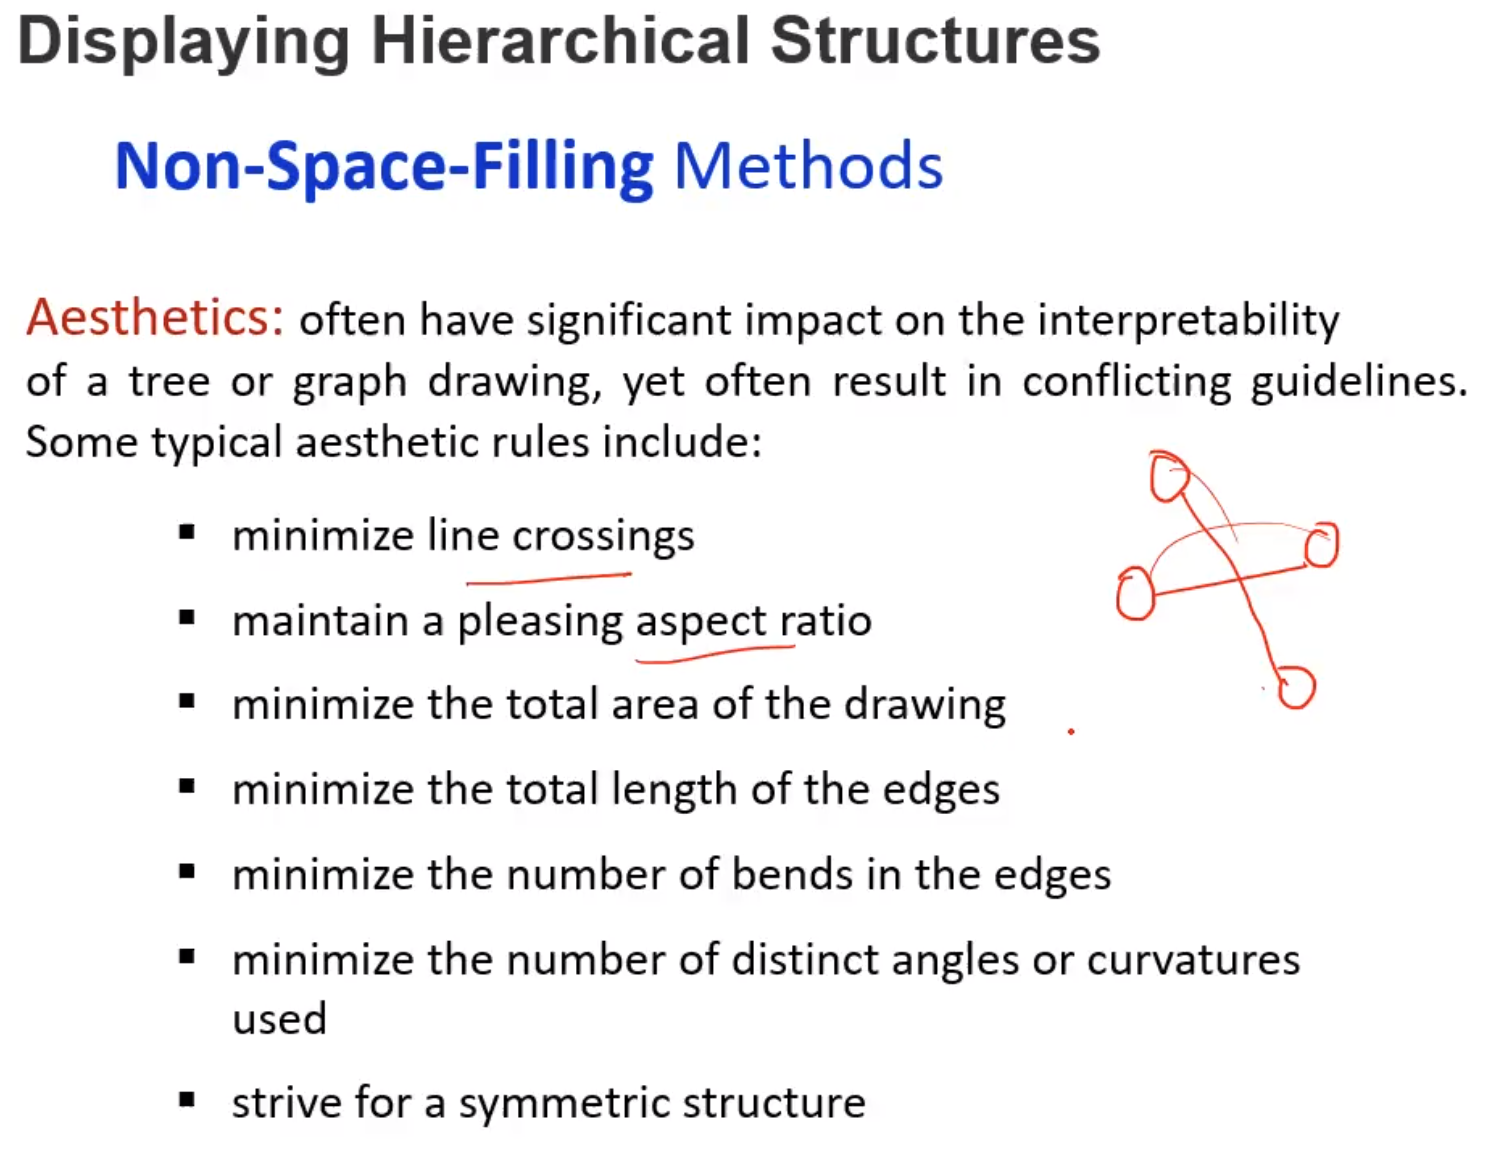 Displaying Hierarchical Structures
Non-Space-Filling Methods
Aesthetics: often have significant impact on the interpretability
of a tree or graph drawing, yet often result in conflicting guidelines.
Some typical aesthetic rules include:
▪ minimize line crossings
▪ maintain a pleasing aspect ratio
▪ minimize the total area of the drawing
▪ minimize the total length of the edges
▪ minimize the number of bends in the edges
▪ minimize the number of distinct angles or curvatures
used
▪ strive for a symmetric structure